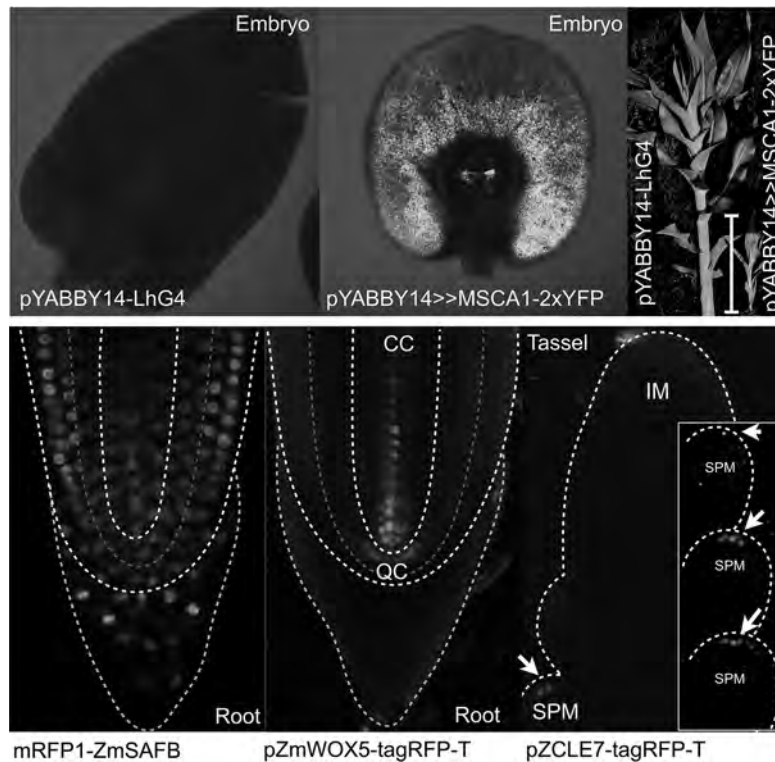 Embryo
pYABBY14-LhG4
Embryo
pYABBY14>>MSCA1-2xYFP
pYABBY14-LhG4
pYABBY14>>MSCA1-2xYFP
Root
mRFP1-ZmSAFB
CC
QC
Root
pZmWOX5-tagRFP-T
Tassel
IM
SPM
SPM
SPM
SPM
pZCLE7-tagRFP-T